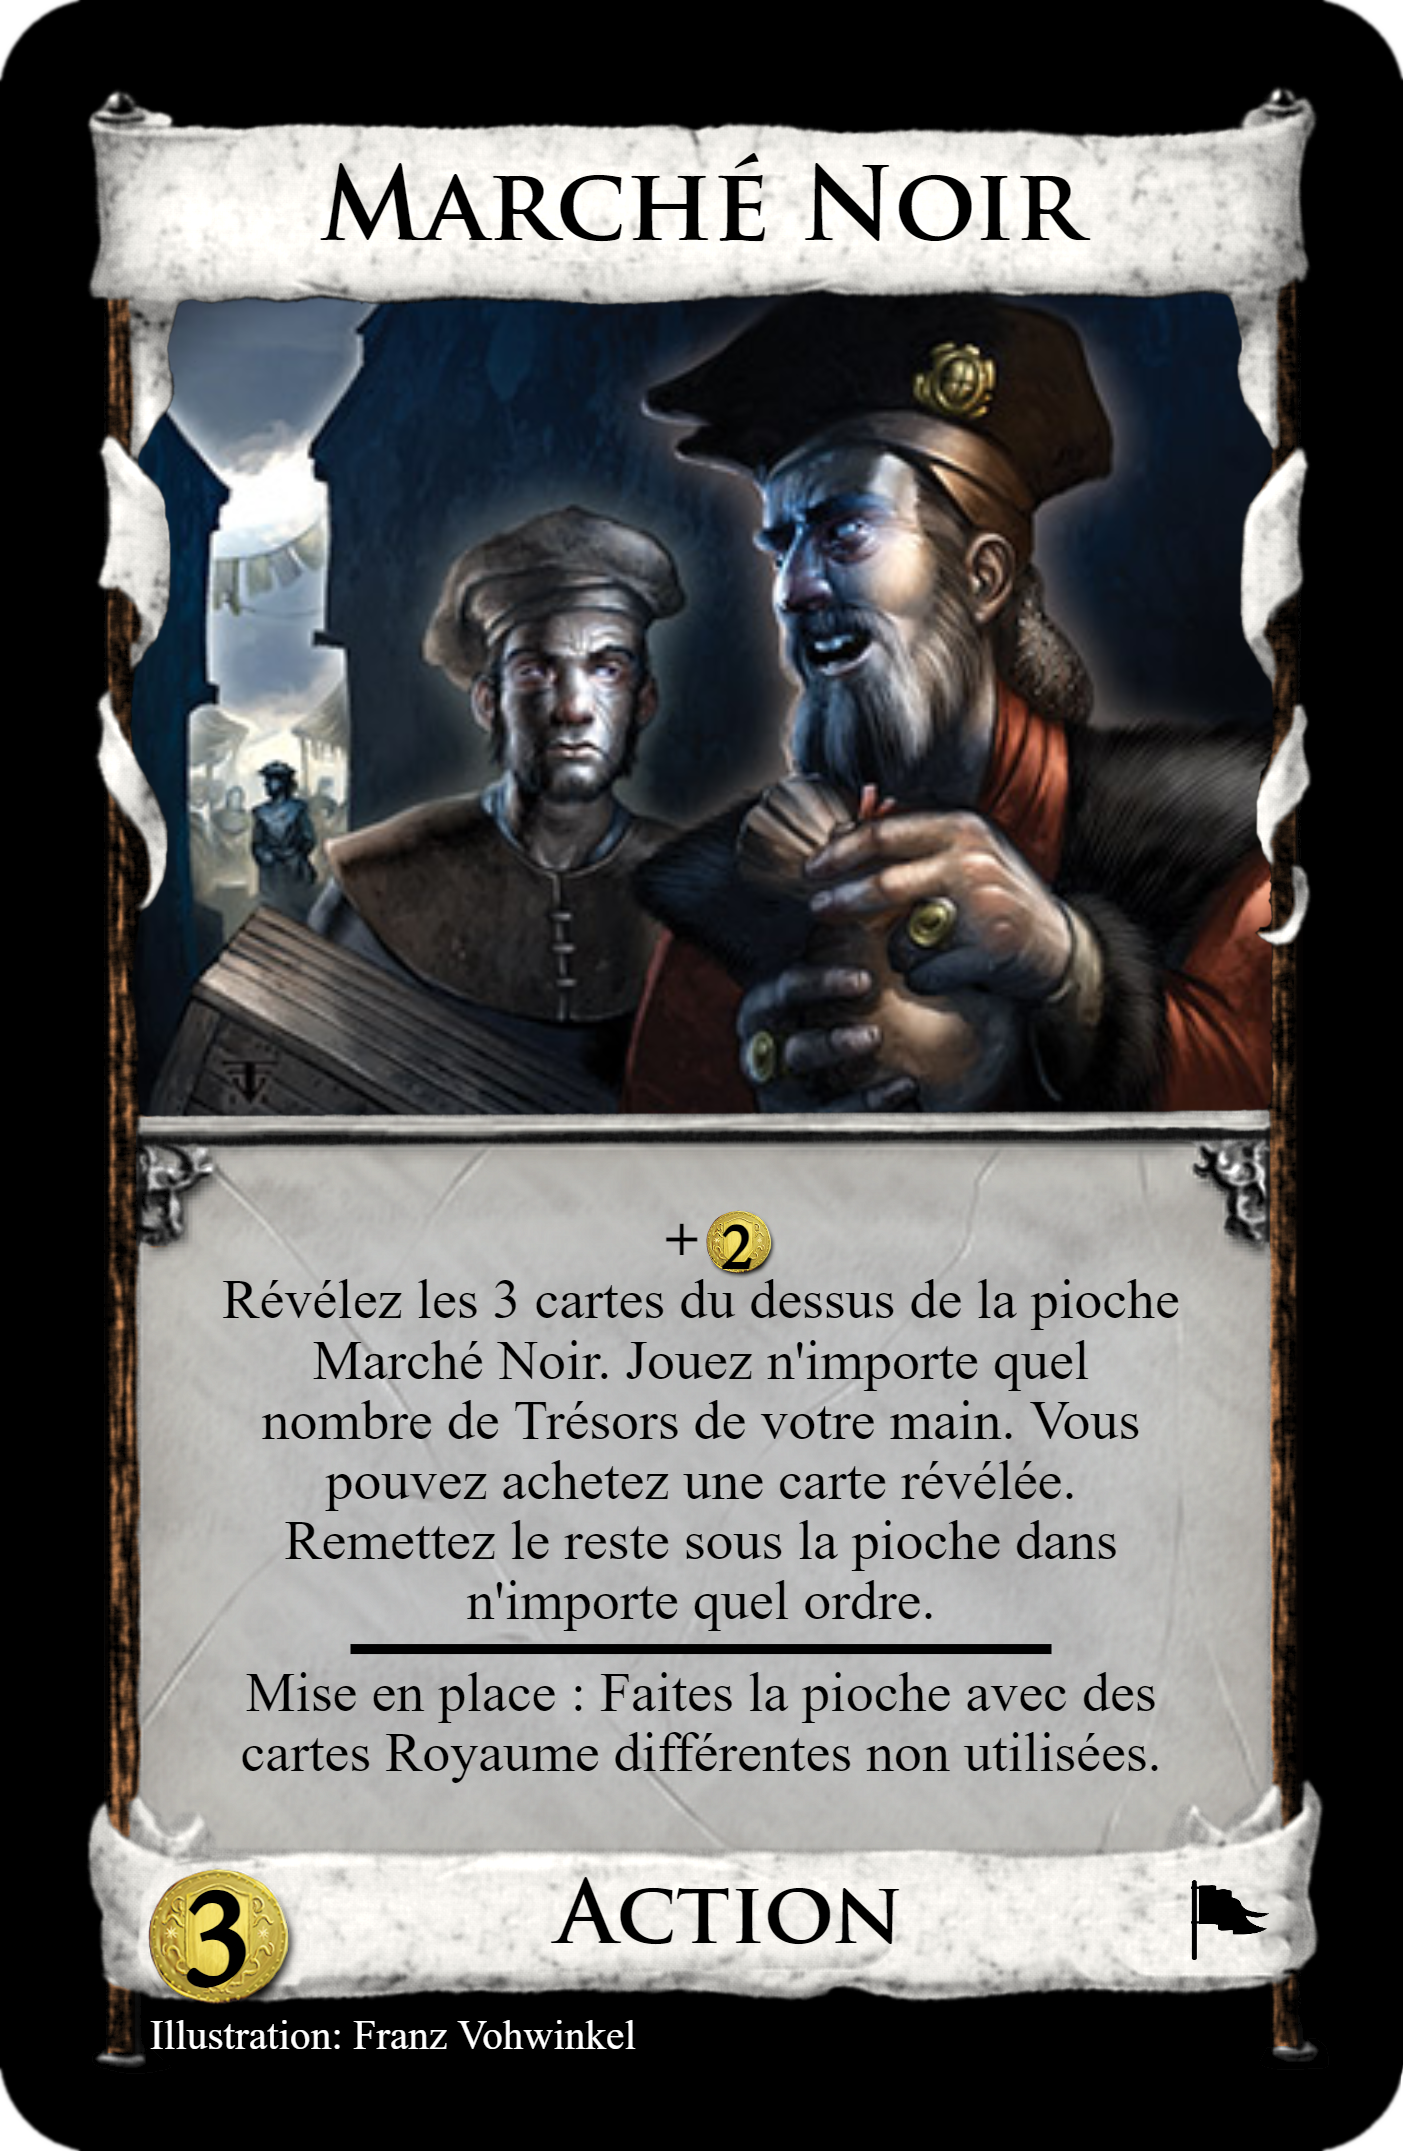 Marché Noir
+2
Révélez les 3 cartes du dessus de la pioche
Marché Noir. Jouez n'importe quel
nombre de Trésors de votre main. Vous
pouvez achetez une carte révélée.
Remettez le reste sous la pioche dans
n'importe quel ordre.
Mise en place : Faites la pioche avec des
cartes Royaume différentes non utilisées.
3
Action
Illustration: Franz Vohwinkel